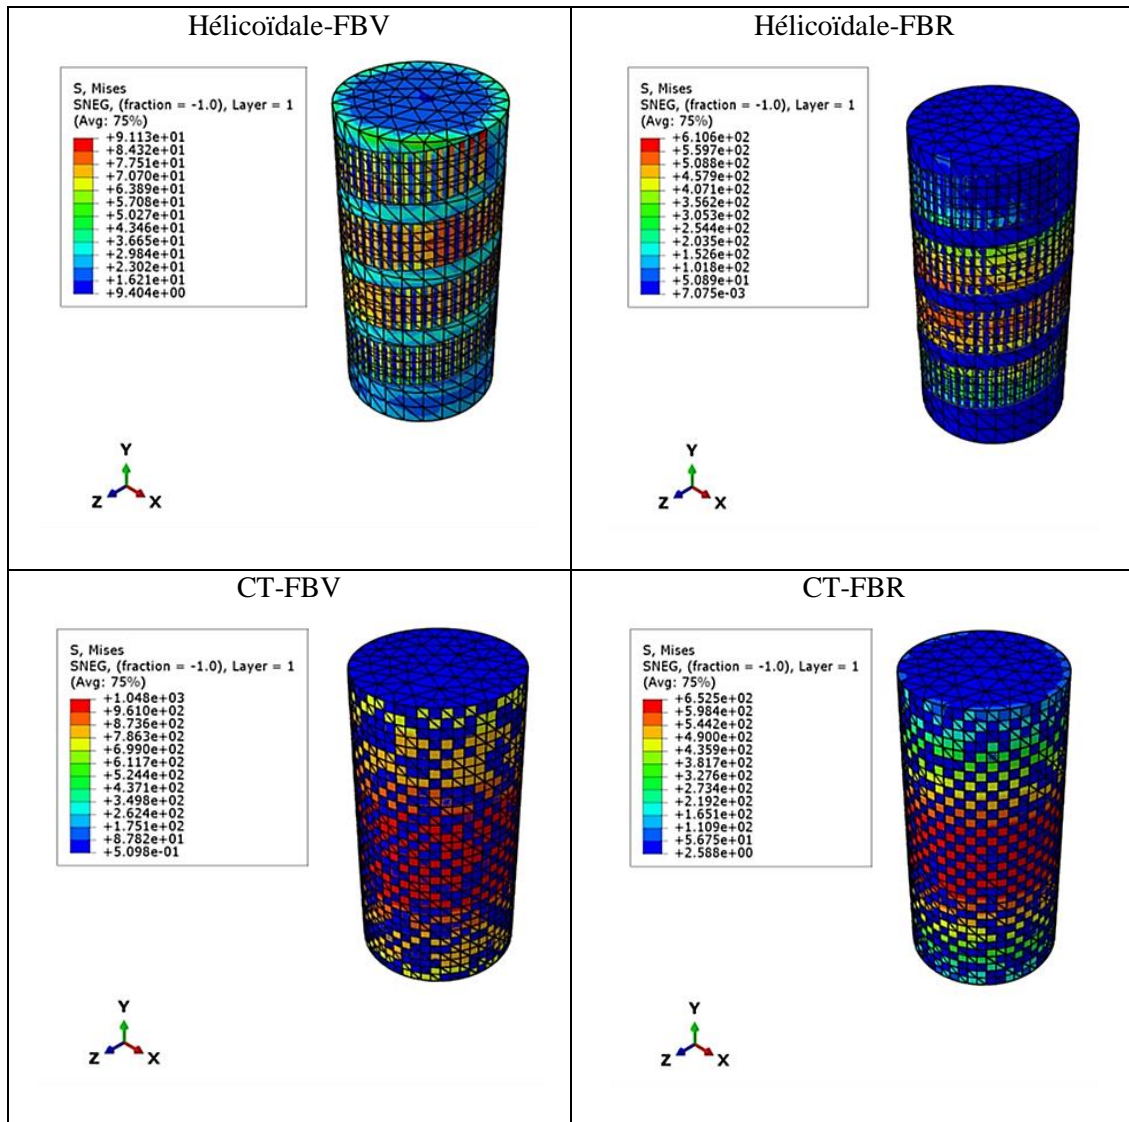 Hélicoïdale-FBV
S, Mises
SNEG, (fraction = -1.0), Layer = 1
(Avg: 75%)
+9.113e+01
+8.432e+01
+7.751e+01
+7.070e+01
+6.389e+01
+5.708e+01
+5.027e+01
+4.346e+01
+3.665e+01
+2.984e+01
+2.302e+01
+1.621e+01
+9.404e+00
Y
Z X
Hélicoïdale-FBR
S, Mises
SNEG, (fraction = -1.0), Layer = 1
(Avg: 75%)
+6.106e+02
+5.597e+02
+5.088e+02
+4.579e+02
+4.071e+02
+3.562e+02
+3.053e+02
+2.544e+02
+2.035e+02
+1.526e+02
+1.018e+02
+5.089e+01
+7.075e-03
Y
Z X
CT-FBV
S, Mises
SNEG, (fraction = -1.0), Layer = 1
(Avg: 75%)
+1.048e+03
+9.610e+02
+8.736e+02
+7.863e+02
+6.990e+02
+6.117e+02
+5.244e+02
+4.371e+02
+3.498e+02
+2.624e+02
+1.751e+02
+8.782e+01
+5.098e-01
Y
Z X
CT-FBR
S, Mises
SNEG, (fraction = -1.0), Layer = 1
(Avg: 75%)
+6.525e+02
+5.984e+02
+5.442e+02
+4.900e+02
+4.359e+02
+3.817e+02
+3.276e+02
+2.734e+02
+2.192e+02
+1.651e+02
+1.109e+02
+5.675e+01
+2.588e+00
Y
Z X